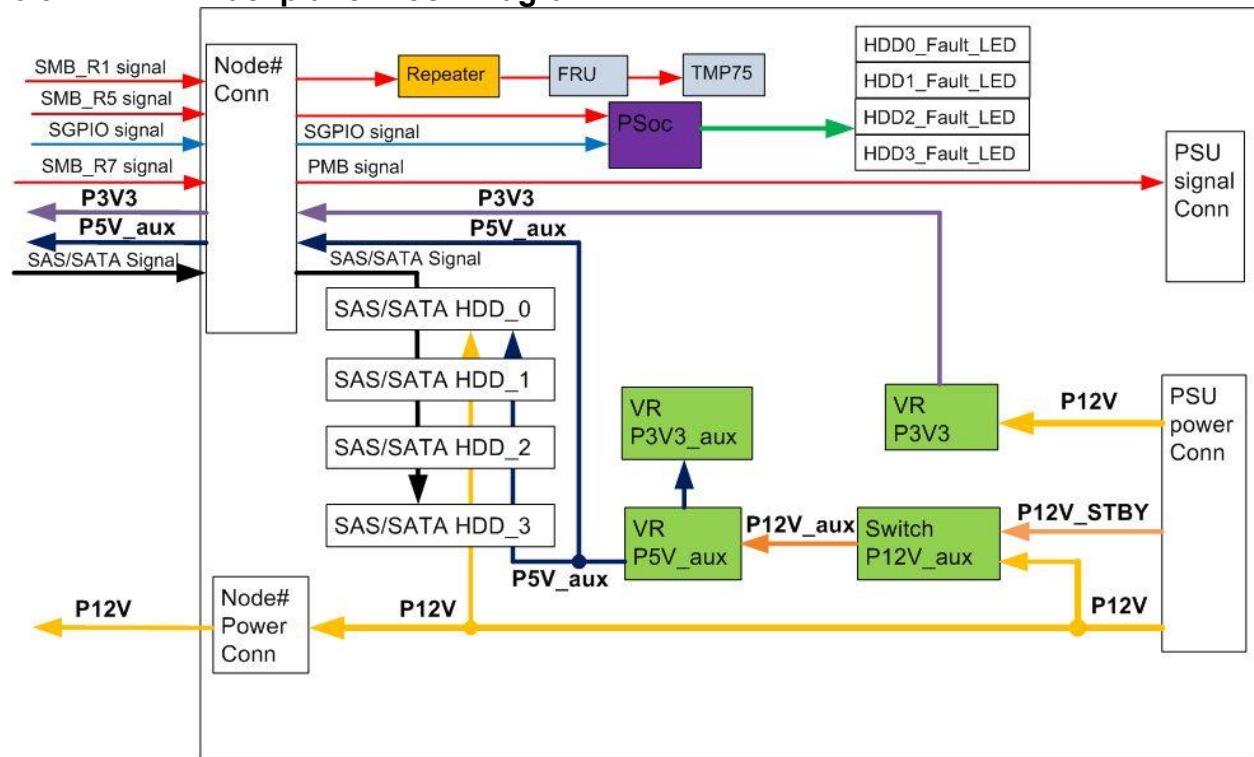 Node#
Conn
SMB_R1 signal
SMB_R5 signal
SGPIO signal
SMB_R7 signal
P3V3
P5V_aux
SAS/SATA Signal
Repeater
FRU
TMP75
SGPIO signal
PSoc
PMB signal
HDD0_Fault_LED
HDD1_Fault_LED
HDD2_Fault_LED
HDD3_Fault_LED
PSU
signal
Conn
P3V3
P5V_aux
SAS/SATA Signal
SAS/SATA HDD_0
SAS/SATA HDD_1
SAS/SATA HDD_2
SAS/SATA HDD_3
VR
P3V3_aux
VR
P3V3
P12V
PSU
power
Conn
VR
P5V_aux
P12V_aux
Switch
P12V_aux
P12V_STBY
P5V_aux
P12V
Node#
Power
Conn
P12V
P12V